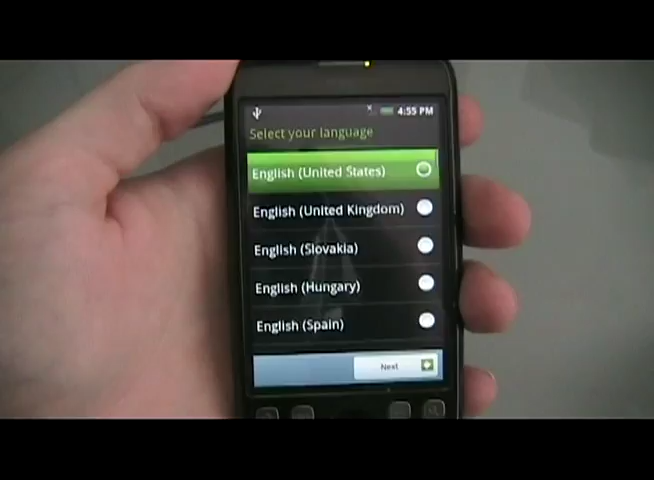 4:55 PM
Select your language
English (United States)
English (United Kingdom)
English (Slovakia)
English (Hungary)
English (Spain)
Next